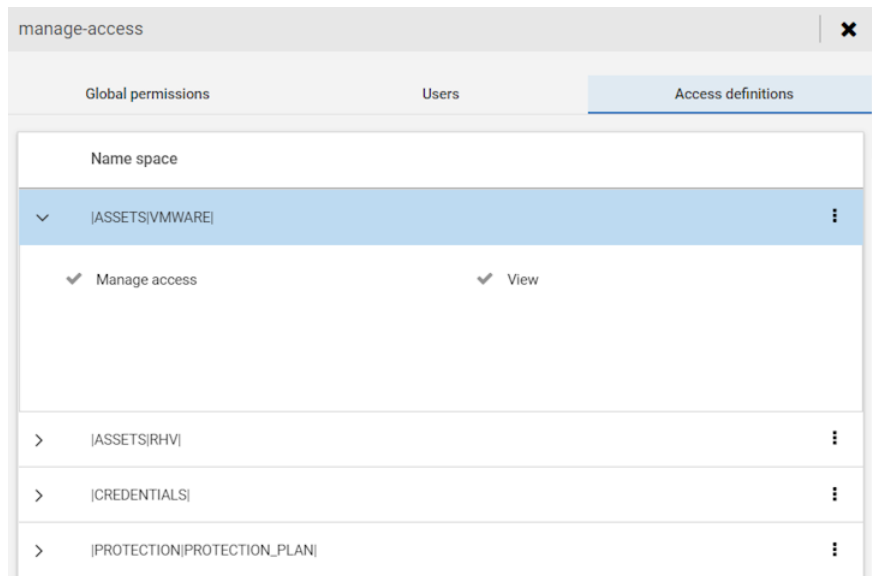 manage-access
Global permissions Users Access definitions
Name space
|ASSETS|VMWARE|
Manage access View
|ASSETS|RHV|
|CREDENTIALS|
|PROTECTION|PROTECTION_PLAN|